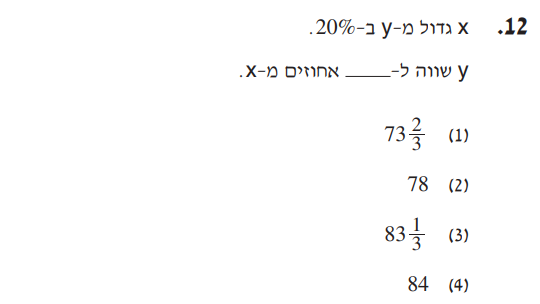 12. x גדול מ-y ב-20%.
y שווה ל-____ אחוזים מ-x.
(1) 73 2/3
(2) 78
(3) 83 1/3
(4) 84